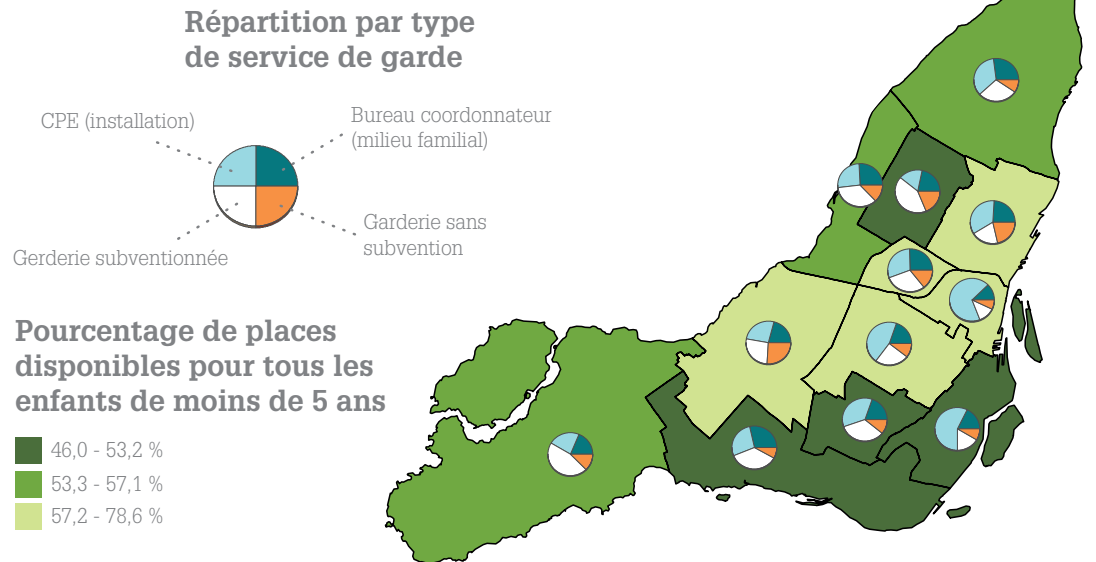 Répartition par type
de service de garde
CPE (installation)
Bureau coordonnateur
(milieu familial)
Gerderie subventionnée
Garderie sans
subvention
Pourcentage de places
disponibles pour tous les
enfants de moins de 5 ans
46,0 - 53,2 %
53,3 - 57,1 %
57,2 - 78,6 %